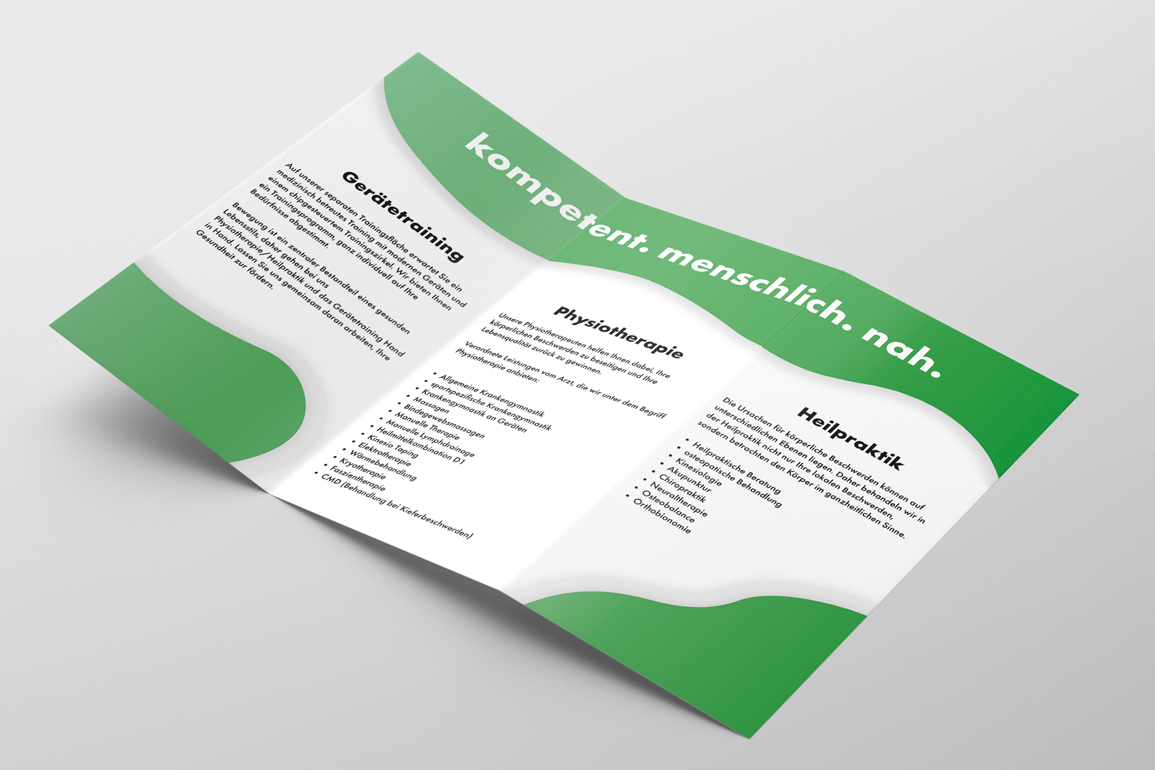 kompetent. menschlich. nah.
Gerätetraining
Auf unserer separaten Trainingsfläche erwartet Sie ein
medizinisch betreutes Training mit modernen Geräten und
einem chipgesteuertem Trainingszirkel. Wir bieten Ihnen
ein Trainingsprogramm, ganz individuell auf Ihre
Bedürfnisse abgestimmt.
Bewegung ist ein zentraler Bestandteil eines gesunden
Lebensstils, daher gehen bei uns
Physiotherapie/Heilpraktik und das Gerätetraining Hand
in Hand. Lassen Sie uns gemeinsam daran arbeiten, Ihre
Gesundheit zur fördern.
Physiotherapie
Unsere Physiotherapeuten helfen Ihnen dabei, Ihre
körperlichen Beschwerden zu beseitigen und Ihre
Lebensqualität zurück zu gewinnen.
Verordnete Leistungen vom Arzt, die wir unter dem Begriff
Physiotherapie anbieten:
• Allgemeine Krankengymnastik
• sportspezifische Krankengymnastik
• Krankengymnastik an Geräten
• Massagen
• Bindegewebsmassagen
• Manuelle Therapie
• Manuelle Lymphdrainage
• Heilmittelkombination D1
• Kinesio Taping
• Elektrotherapie
• Wärmebehandlung
• Kryotherapie
• Faszientherapie
• CMD (Behandlung bei Kieferbeschwerden)
Heilpraktik
Die Ursachen für körperliche Beschwerden können auf
unterschiedlichen Ebenen liegen. Daher behandeln wir in
der Heilpraktik nicht nur Ihre lokalen Beschwerden,
sondern betrachten den Körper im ganzheitlichen Sinne.
• Heilpraktische Beratung
• osteopatische Behandlung
• Kinesiologie
• Akupunktur
• Chiropraktik
• Neuraltherapie
• Osteobalance
• Orthobionomie